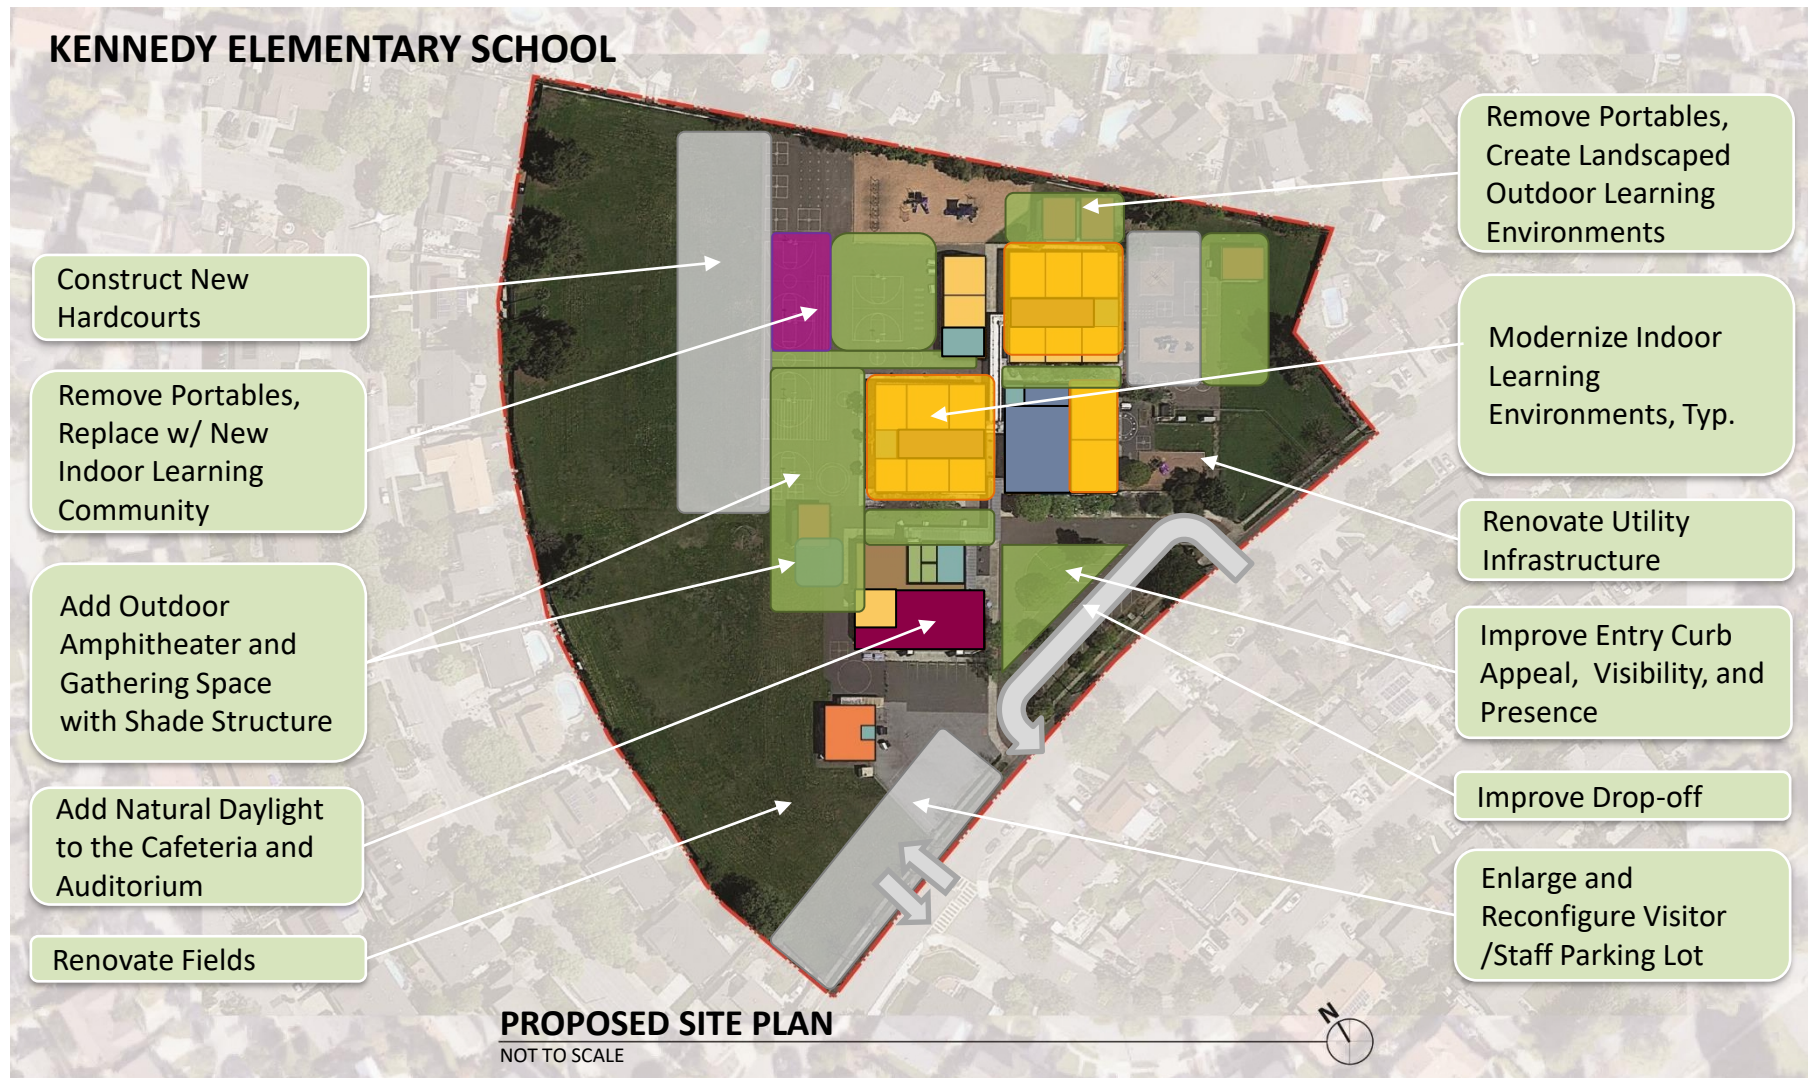 KENNEDY ELEMENTARY SCHOOL
Construct New
Hardcourts
Remove Portables,
Replace w/ New
Indoor Learning
Community
Add Outdoor
Amphitheater and
Gathering Space
with Shade Structure
Add Natural Daylight
to the Cafeteria and
Auditorium
Renovate Fields
Remove Portables,
Create Landscaped
Outdoor Learning
Environments
Modernize Indoor
Learning
Environments, Typ.
Renovate Utility
Infrastructure
Improve Entry Curb
Appeal, Visibility, and
Presence
Improve Drop-off
Enlarge and
Reconfigure Visitor
/Staff Parking Lot
PROPOSED SITE PLAN
NOT TO SCALE
N